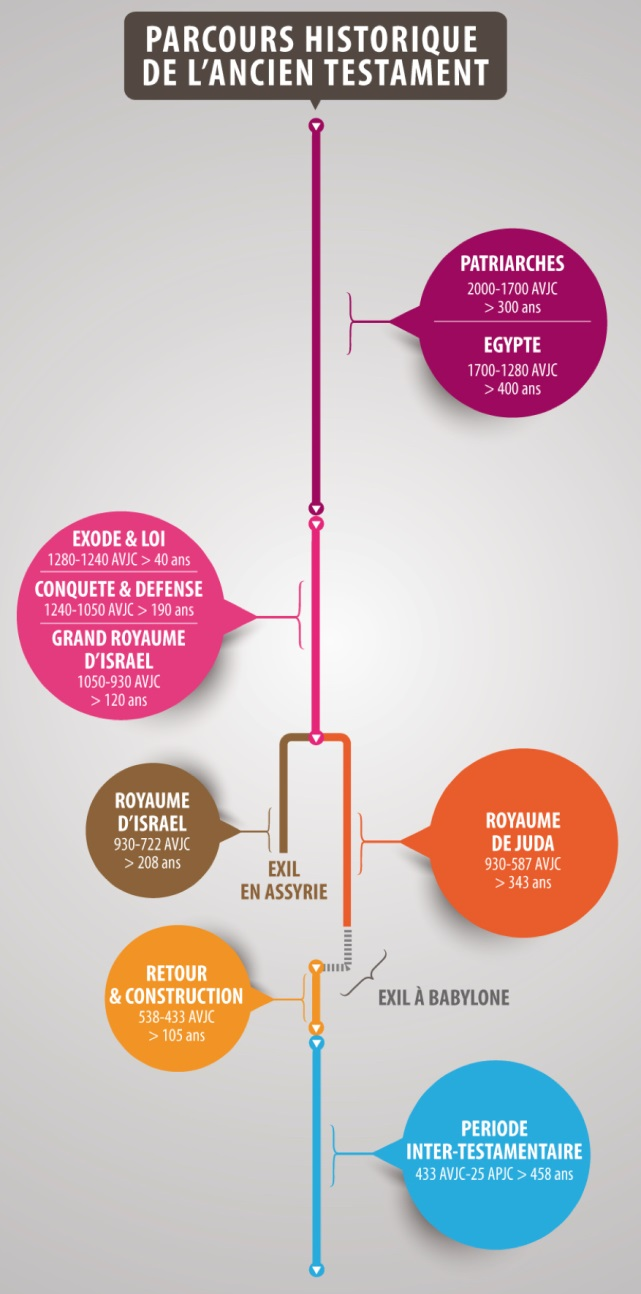 PARCOURS HISTORIQUE
DE L'ANCIEN TESTAMENT
PATRIARCHES
2000-1700 AVJC
> 300 ans
EGYPTE
1700-1280 AVJC
> 400 ans
EXODE & LOI
1280-1240 AVJC > 40 ans
CONQUETE & DEFENSE
1240-1050 AVJC > 190 ans
GRAND ROYAUME
D'ISRAEL
1050-930 AVJC
> 120 ans
ROYAUME
D'ISRAEL
930-722 AVJC
> 208 ans
EXIL
EN ASSYRIE
ROYAUME
DE JUDA
930-587 AVJC
> 343 ans
RETOUR
& CONSTRUCTION
538-433 AVJC
> 105 ans
EXIL À BABYLONE
PERIODE
INTER-TESTAMENTAIRE
433 AVJC-25 APJC > 458 ans